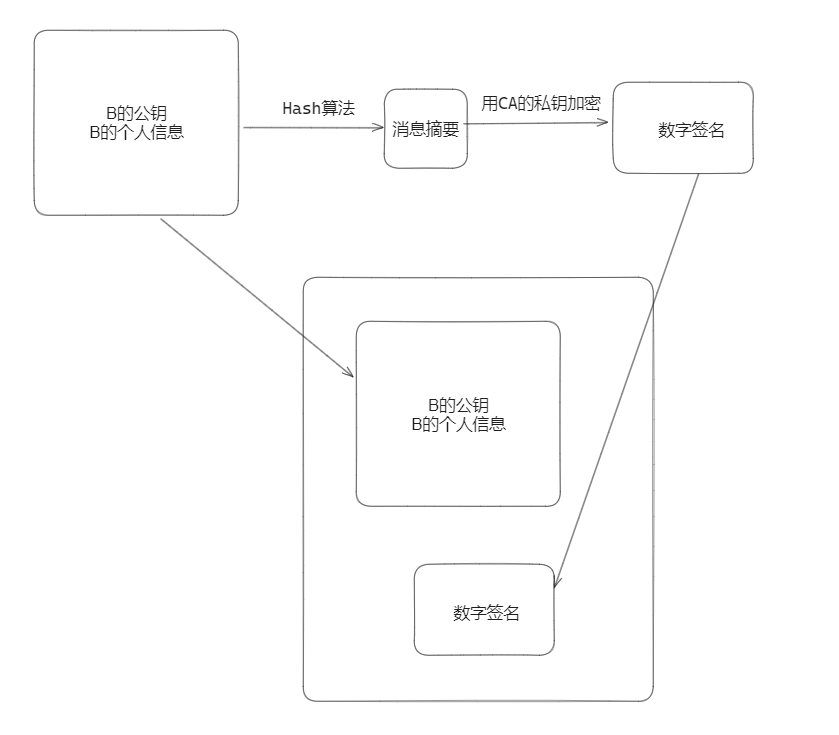 B的公钥
B的个人信息
Hash算法
消息摘要
用CA的私钥加密
数字签名
B的公钥
B的个人信息
数字签名